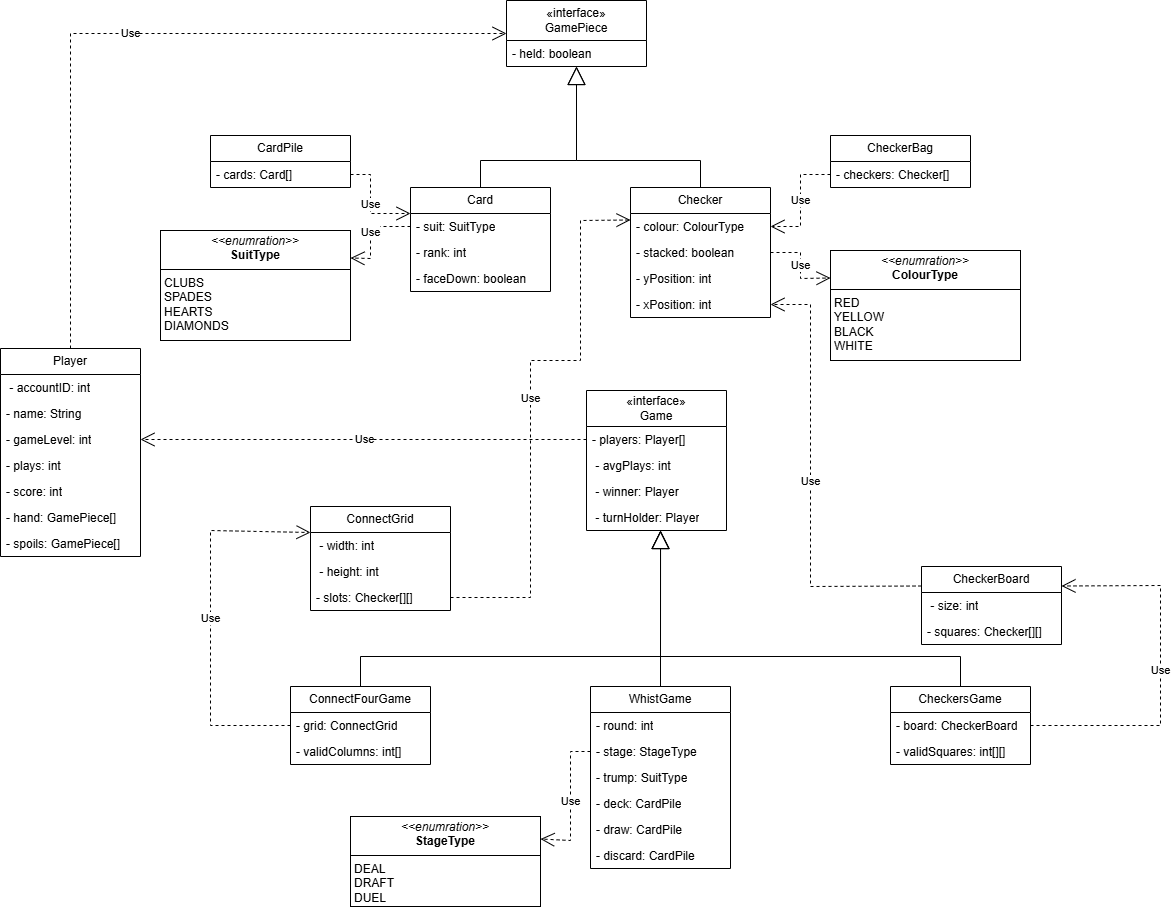 «interface»
GamePiece
- held: boolean
Use
CardPile
- cards: Card[]
CheckerBag
- checkers: Checker[]
Use
Card
- suit: SuitType
- rank: int
- faceDown: boolean
Use
Checker
- colour: ColourType
- stacked: boolean
- yPosition: int
- xPosition: int
Use
Use
<<enumration>>
SuitType
CLUBS
SPADES
HEARTS
DIAMONDS
<<enumration>>
ColourType
RED
YELLOW
BLACK
WHITE
Player
- accountID: int
- name: String
- gameLevel: int
- plays: int
- score: int
- hand: GamePiece[]
- spoils: GamePiece[]
Use
Use
«interface»
Game
- players: Player[]
- avgPlays: int
- winner: Player
- turnHolder: Player
Use
ConnectGrid
- width: int
- height: int
- slots: Checker[][]
Use
CheckerBoard
- size: int
- squares: Checker[][]
Use
ConnectFourGame
- grid: ConnectGrid
- validColumns: int[]
WhistGame
- round: int
- stage: StageType
- trump: SuitType
- deck: CardPile
- draw: CardPile
- discard: CardPile
CheckersGame
- board: CheckerBoard
- validSquares: int[][]
Use
<<enumration>>
StageType
DEAL
DRAFT
DUEL